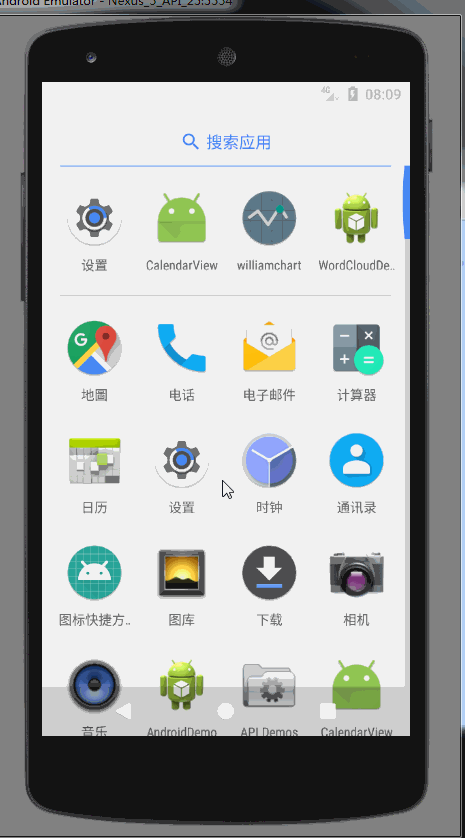 Android Emulator - Nexus_5_API_25:5554
4G 08:09
搜索应用
设置 CalendarView williamchart WordCloudDe..
G
地图 电话 电子邮件 计算器
日历 设置 时钟 通讯录
图标快捷方.. 图库 下载 相机
音乐 AndroidDemo API Demos CalendarView